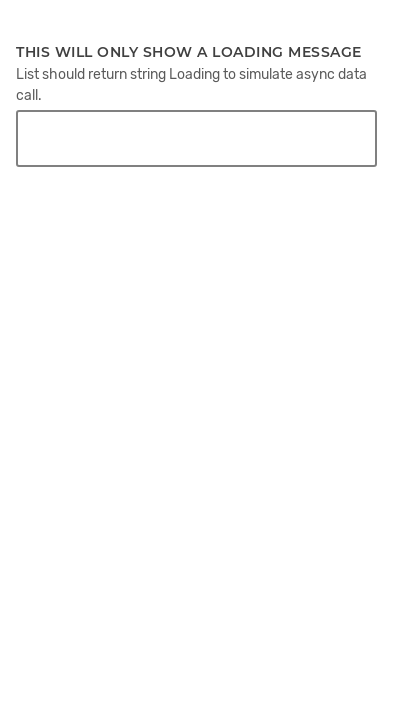 THIS WILL ONLY SHOW A LOADING MESSAGE
List should return string Loading to simulate async data
call.